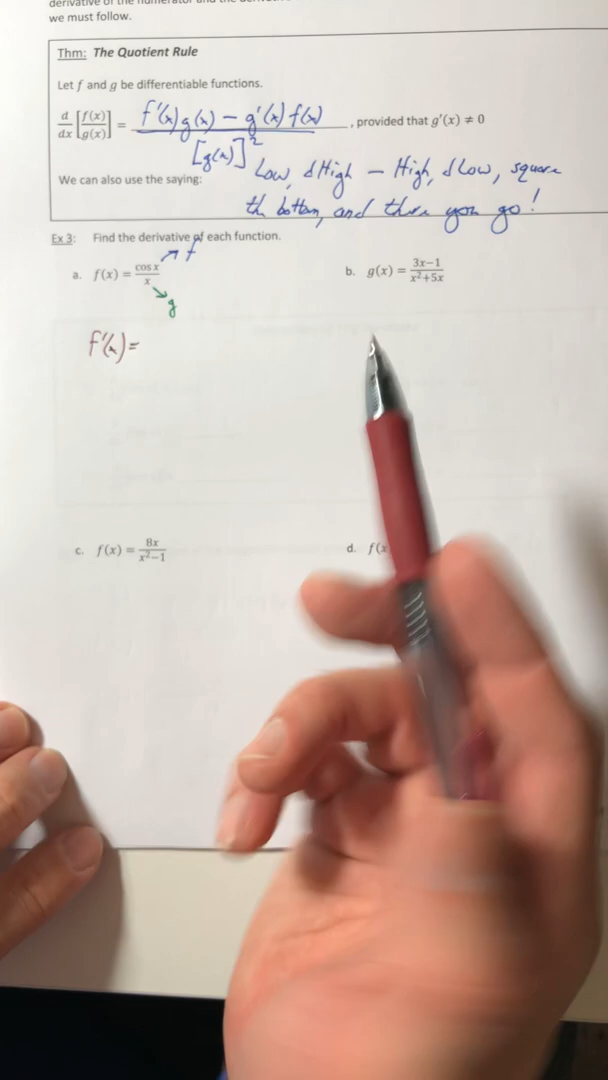 we must follow.
Thm: The Quotient Rule
Let f and g be differentiable functions.
d/dx [f(x)/g(x)] = f'(x)g(x) − g'(x)f(x) / [g(x)]² , provided that g'(x) ≠ 0
We can also use the saying: Low, dHigh − High, dLow, square
the bottom, and there you go!
Ex 3: Find the derivative of each function.
a. f(x) = cos x / x → f → g
b. g(x) = 3x−1 / x²+5x
f'(x) =
c. f(x) = 8x / x²−1
d. f(x